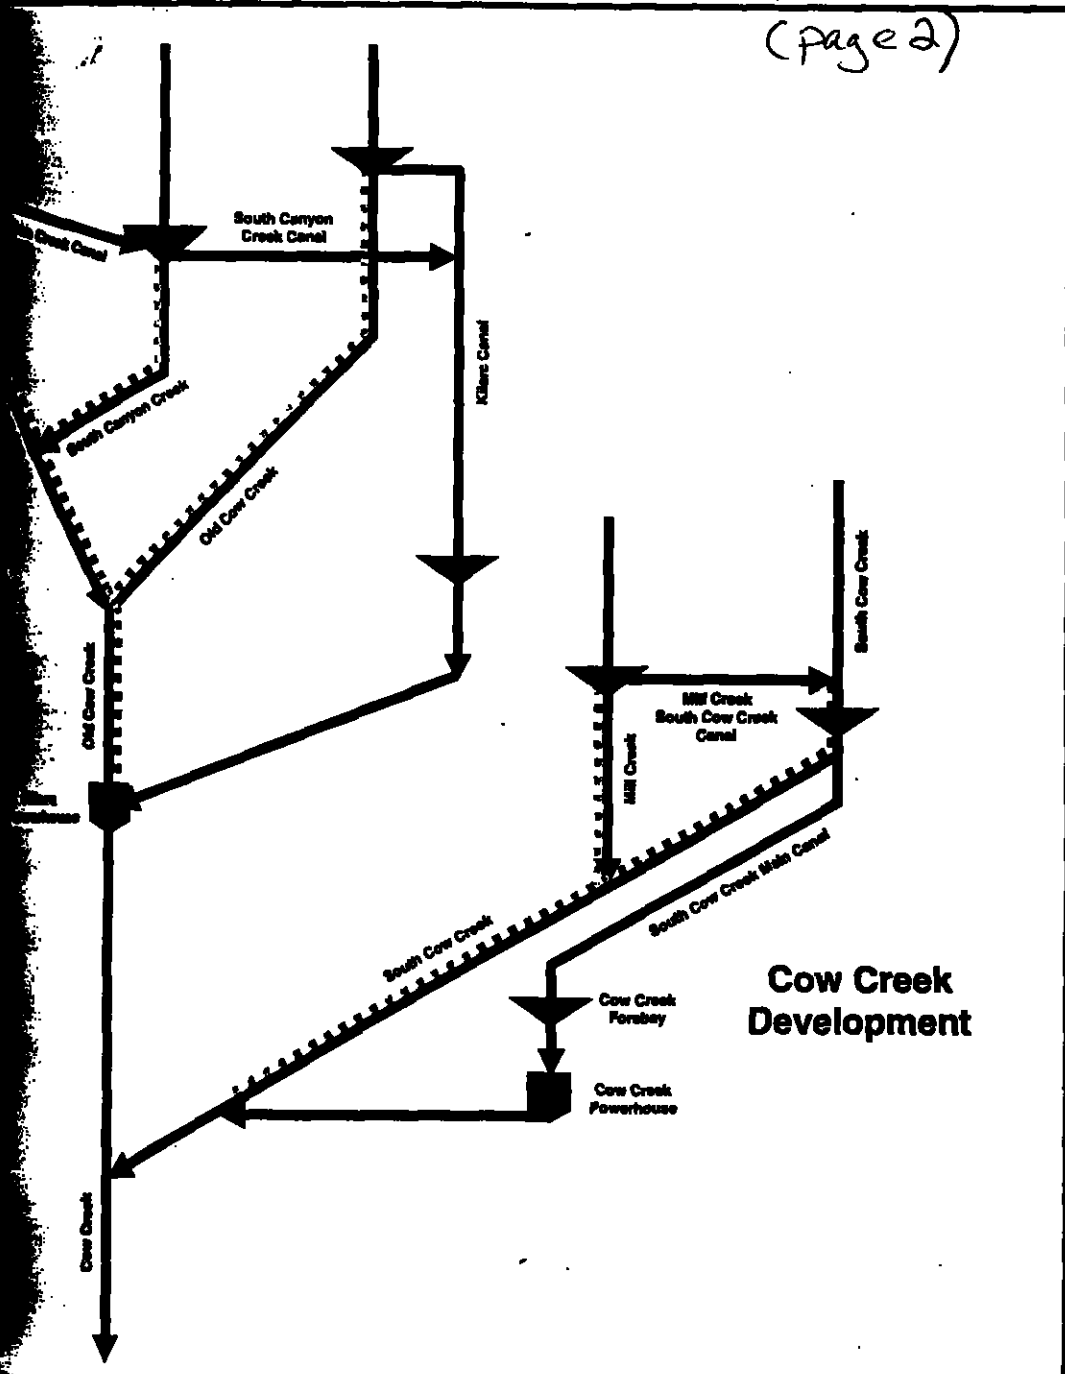 (page 2)
South Canyon
Creek Canal
Creek Canal
Kilarc Canal
South Canyon Creek
Old Cow Creek
South Cow Creek
Old Cow Creek
Mill Creek
South Cow Creek
Canal
Mill Creek
South Cow Creek Main Canal
South Cow Creek
Cow Creek
Development
Cow Creek
Forebay
Cow Creek
Powerhouse
Cow Creek